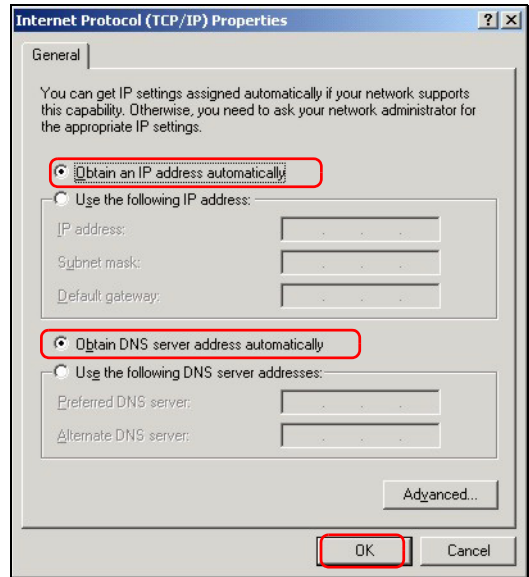 Internet Protocol (TCP/IP) Properties
General
You can get IP settings assigned automatically if your network supports
this capability. Otherwise, you need to ask your network administrator for
the appropriate IP settings.
Obtain an IP address automatically
Use the following IP address:
IP address:
Subnet mask:
Default gateway:
Obtain DNS server address automatically
Use the following DNS server addresses:
Preferred DNS server:
Alternate DNS server:
Advanced...
OK
Cancel